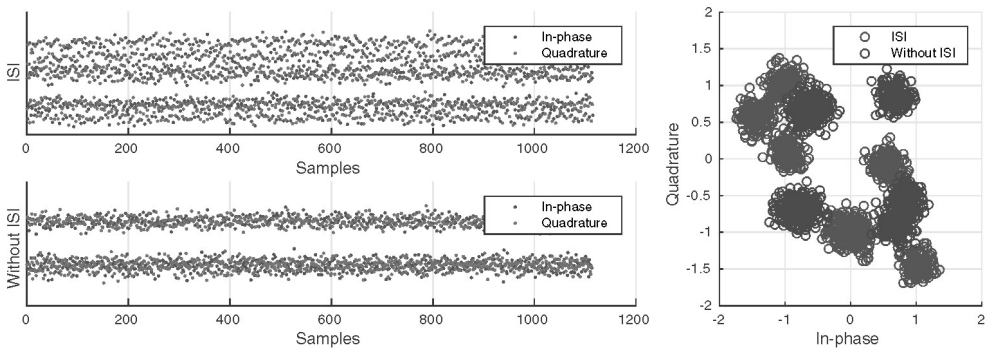 ISI
In-phase
Quadrature
0 200 400 600 800 1000 1200
Samples
Without ISI
In-phase
Quadrature
0 200 400 600 800 1000 1200
Samples
Quadrature
2
1.5
1
0.5
0
-0.5
-1
-1.5
-2
ISI
Without ISI
-2 -1 0 1 2
In-phase